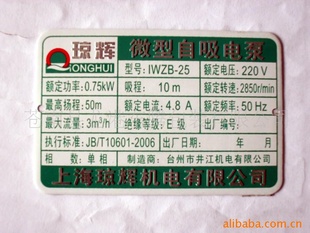 琼辉 微型自吸电泵
QIONGHUI 型号:IWZB-25 额定电压:220 V
额定功率:0.75kW 吸程:10 m 额定转速:2850r/min
最高扬程:50m 额定电流:4.8 A 额定频率:50 Hz
最大流量:3m³/h 绝缘等级:E 级 出厂编号:
执行标准:JB/T10601-2006 出厂日期: 年 月
相数:单相 制造商:台州市井江机电有限公司
上海琼辉机电有限公司
alibaba.com.cn